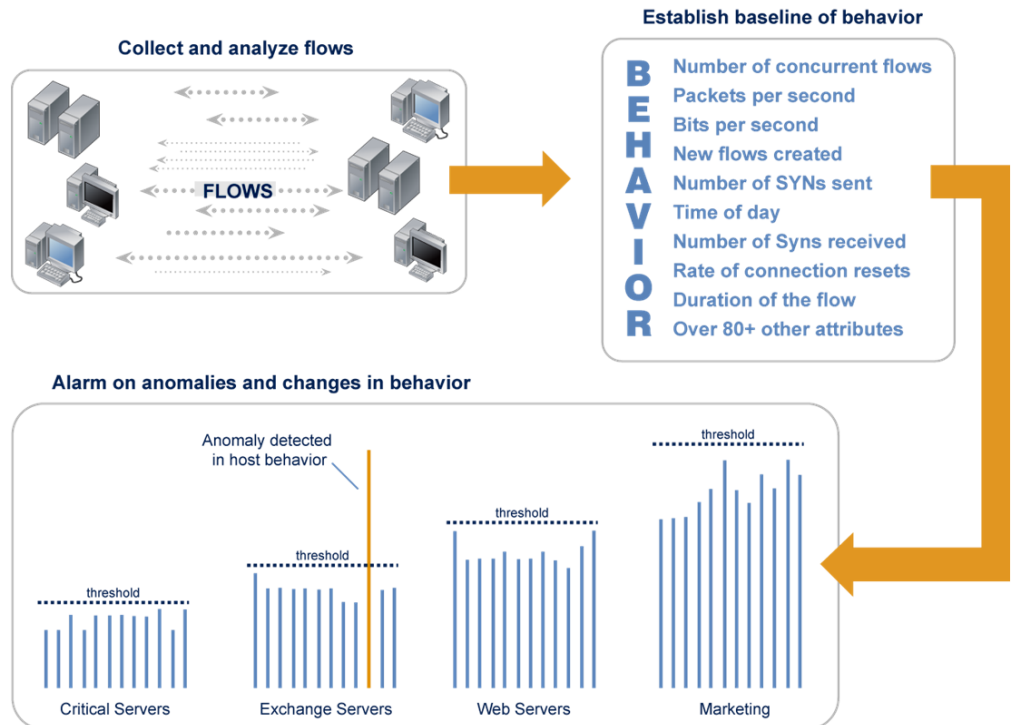 Collect and analyze flows
FLOWS
Establish baseline of behavior
BEHAVIOR
Number of concurrent flows
Packets per second
Bits per second
New flows created
Number of SYNs sent
Time of day
Number of Syns received
Rate of connection resets
Duration of the flow
Over 80+ other attributes
Alarm on anomalies and changes in behavior
Anomaly detected
in host behavior
threshold
threshold
threshold
threshold
Critical Servers
Exchange Servers
Web Servers
Marketing